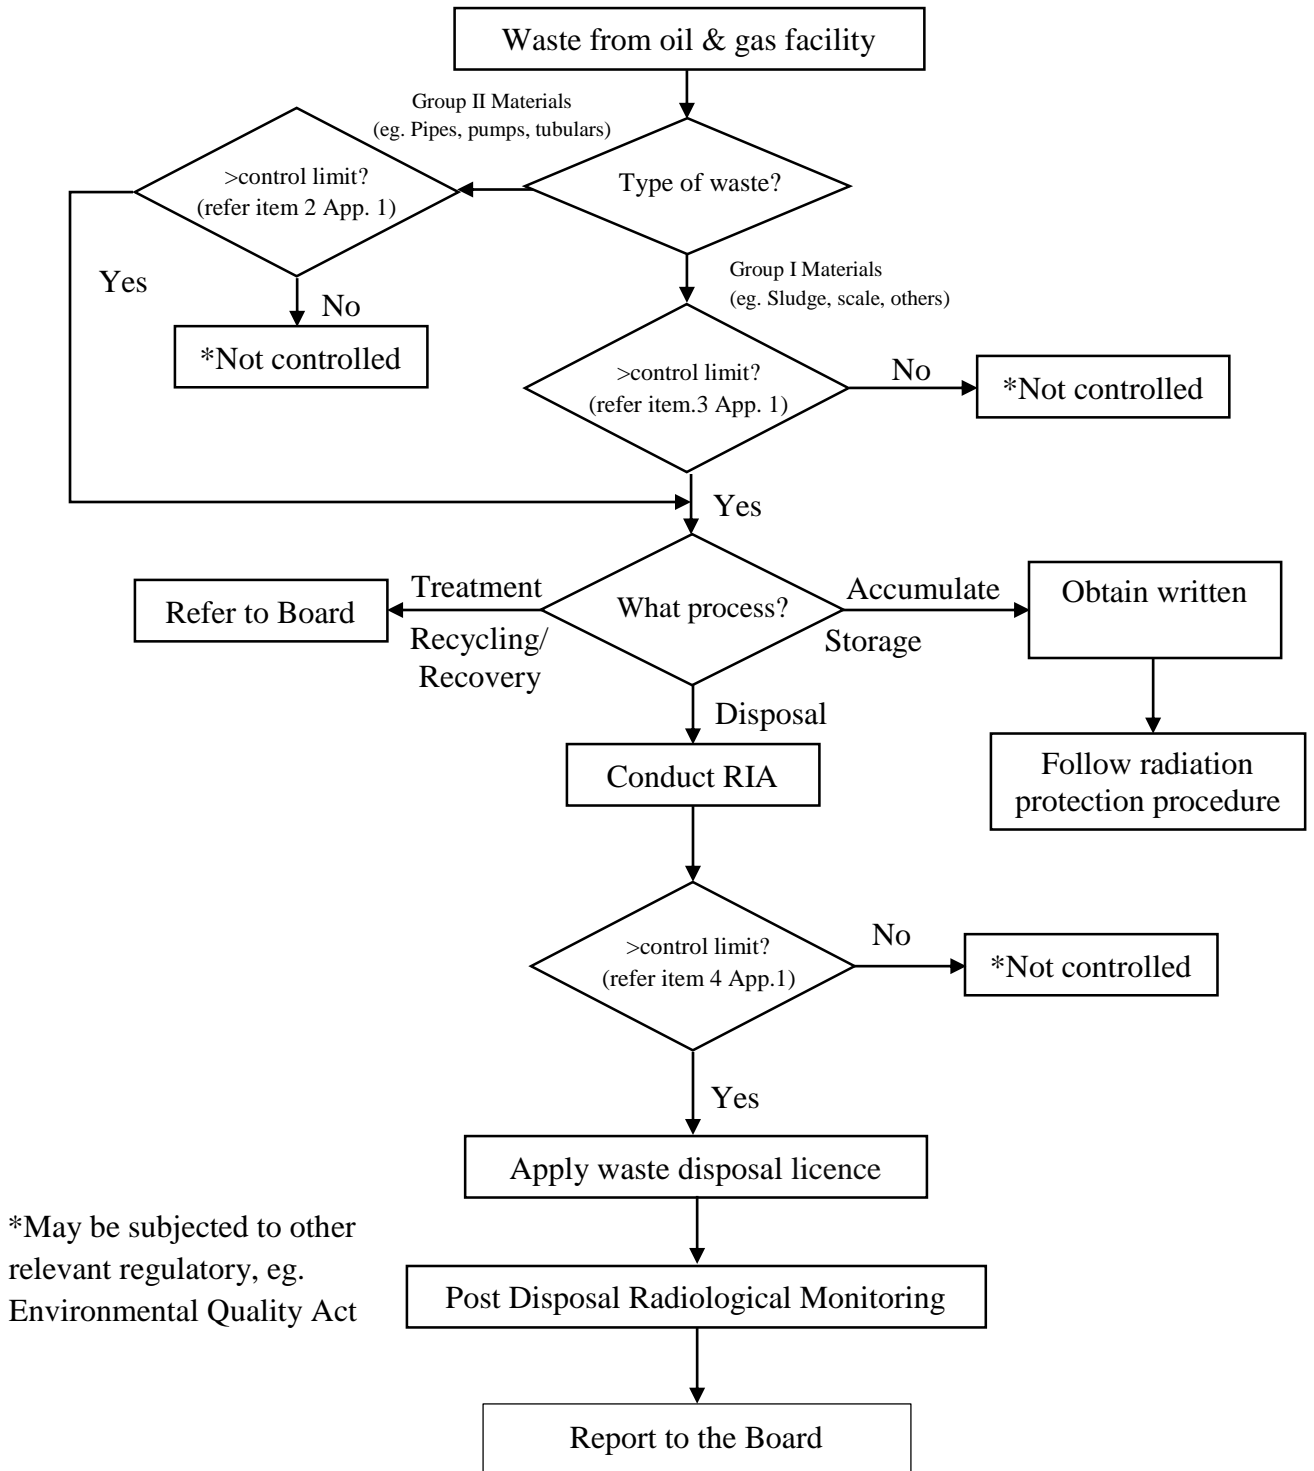 Waste from oil & gas facility
Group II Materials
(eg. Pipes, pumps, tubulars)
>control limit?
(refer item 2 App. 1)
Type of waste?
Yes
No
*Not controlled
Group I Materials
(eg. Sludge, scale, others)
>control limit?
(refer item.3 App. 1)
No
*Not controlled
Yes
Refer to Board
Treatment
Recycling/
Recovery
What process?
Accumulate
Storage
Obtain written
Follow radiation
protection procedure
Disposal
Conduct RIA
>control limit?
(refer item 4 App.1)
No
*Not controlled
Yes
Apply waste disposal licence
*May be subjected to other
relevant regulatory, eg.
Environmental Quality Act
Post Disposal Radiological Monitoring
Report to the Board